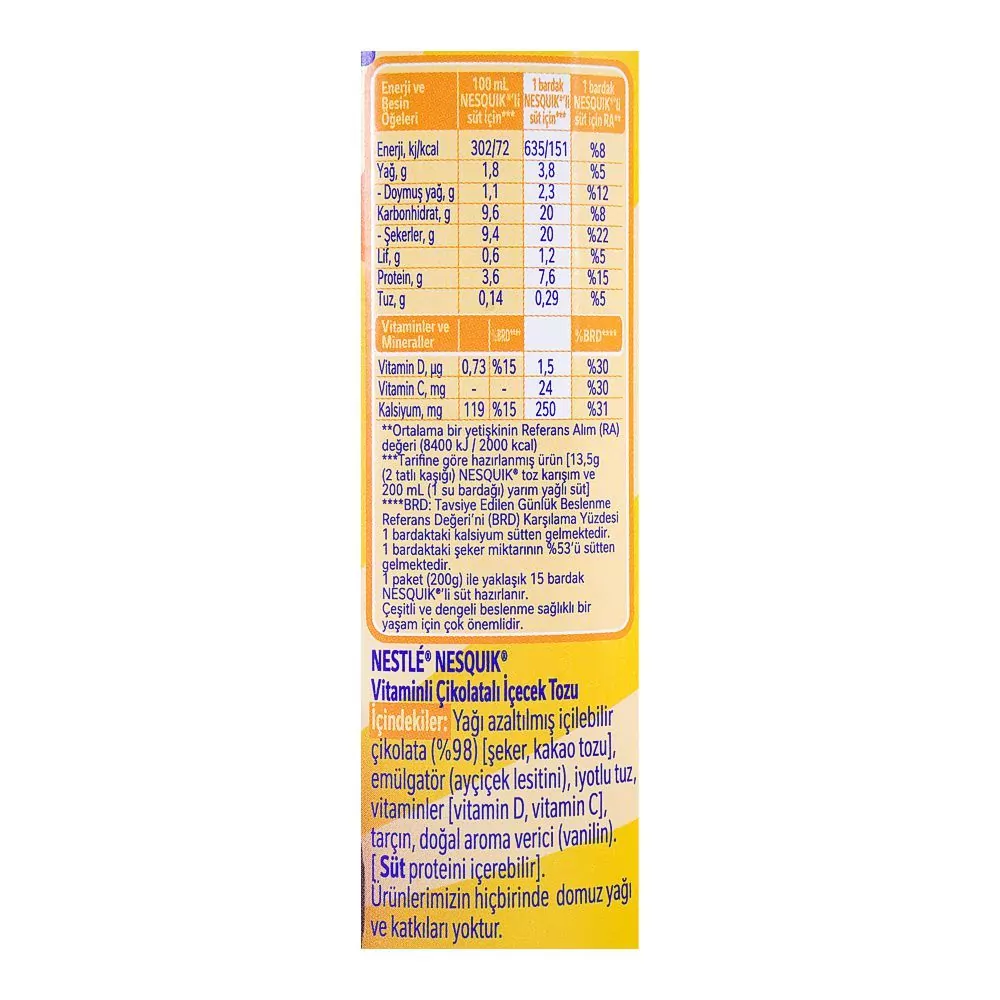 Enerji ve Besin Öğeleri | 100 mL NESQUIK®'li süt için*** | 1 bardak NESQUIK®'li süt için*** | 1 bardak NESQUIK®'li süt için RA**
Enerji, kj/kcal 302/72 635/151 %8
Yağ, g 1,8 3,8 %5
- Doymuş yağ, g 1,1 2,3 %12
Karbonhidrat, g 9,6 20 %8
- Şekerler, g 9,4 20 %22
Lif, g 0,6 1,2 %5
Protein, g 3,6 7,6 %15
Tuz, g 0,14 0,29 %5
Vitaminler ve Mineraller %BRD**** %BRD****
Vitamin D, µg 0,73 %15 1,5 %30
Vitamin C, mg - - 24 %30
Kalsiyum, mg 119 %15 250 %31
**Ortalama bir yetişkinin Referans Alım (RA)
değeri (8400 kJ / 2000 kcal)
***Tarifine göre hazırlanmış ürün [13,5g
(2 tatlı kaşığı) NESQUIK® toz karışım ve
200 mL (1 su bardağı) yarım yağlı süt]
****BRD: Tavsiye Edilen Günlük Beslenme
Referans Değeri'ni (BRD) Karşılama Yüzdesi
1 bardaktaki kalsiyum sütten gelmektedir.
1 bardaktaki şeker miktarının %53'ü sütten
gelmektedir.
1 paket (200g) ile yaklaşık 15 bardak
NESQUIK®'li süt hazırlanır.
Çeşitli ve dengeli beslenme sağlıklı bir
yaşam için çok önemlidir.
NESTLÉ® NESQUIK®
Vitaminli Çikolatalı İçecek Tozu
İçindekiler: Yağı azaltılmış içilebilir
çikolata (%98) [şeker, kakao tozu],
emülgatör (ayçiçek lesitini), iyotlu tuz,
vitaminler [vitamin D, vitamin C],
tarçın, doğal aroma verici (vanilin).
[Süt proteini içerebilir].
Ürünlerimizin hiçbirinde domuz yağı
ve katkıları yoktur.